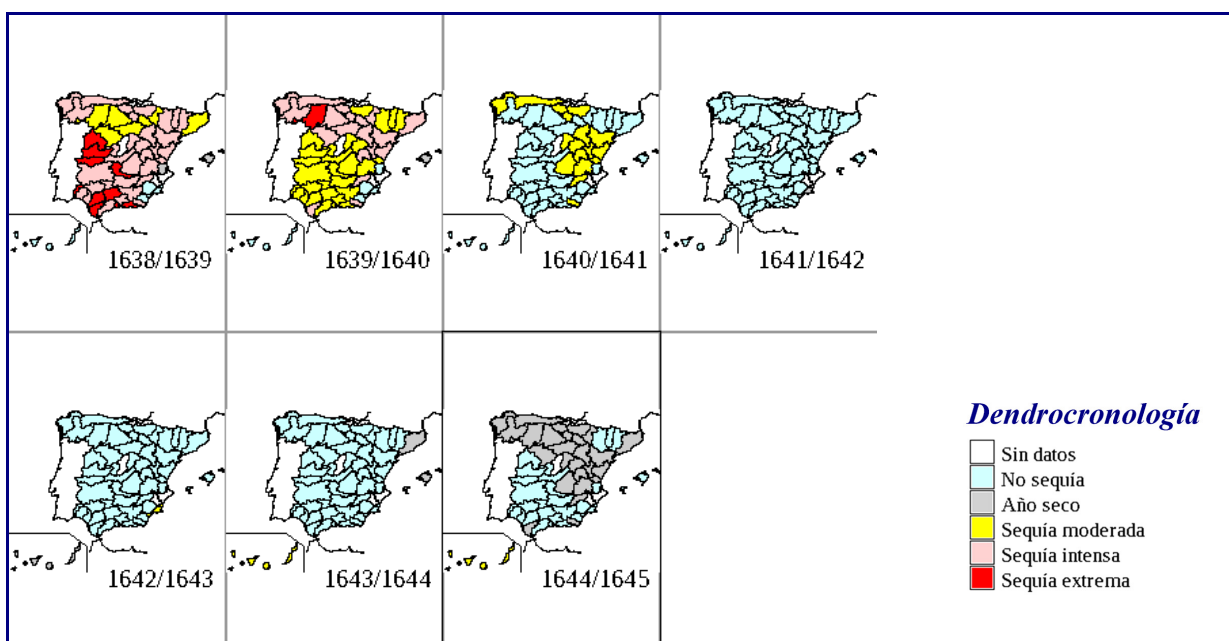 1638/1639
1639/1640
1640/1641
1641/1642
1642/1643
1643/1644
1644/1645
Dendrocronología
Sin datos
No sequía
Año seco
Sequía moderada
Sequía intensa
Sequía extrema